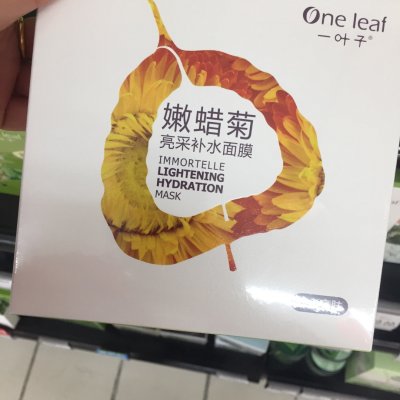 One leaf
一叶子®
嫩蜡菊
亮采补水面膜
IMMORTELLE
LIGHTENING
HYDRATION
MASK